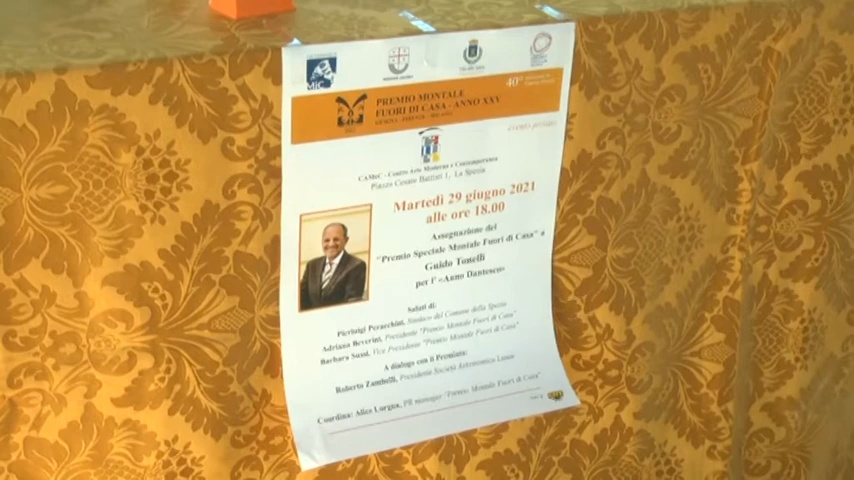 MiC
40°
PREMIO MONTALE
FUORI DI CASA - ANNO XXV
GENOVA - FIRENZE - MILANO
CAMeC - Centro Arte Moderna e Contemporanea
Piazza Cesare Battisti 1, La Spezia
Martedì 29 giugno 2021
alle ore 18.00
Assegnazione del
"Premio Speciale Montale Fuori di Casa" a
Guido Tonelli
per l' «Anno Dantesco»
Saluti di:
Pierluigi Peracchini, Sindaco del Comune della Spezia
Adriana Beverini, Presidente "Premio Montale Fuori di Casa"
Barbara Sussi, Vice Presidente "Premio Montale Fuori di Casa"
A dialogo con il Premiato:
Roberto Zambelli, Presidente Società Astronomica Lunae
Coordina: Alice Lorgna, PR manager "Premio Montale Fuori di Casa"